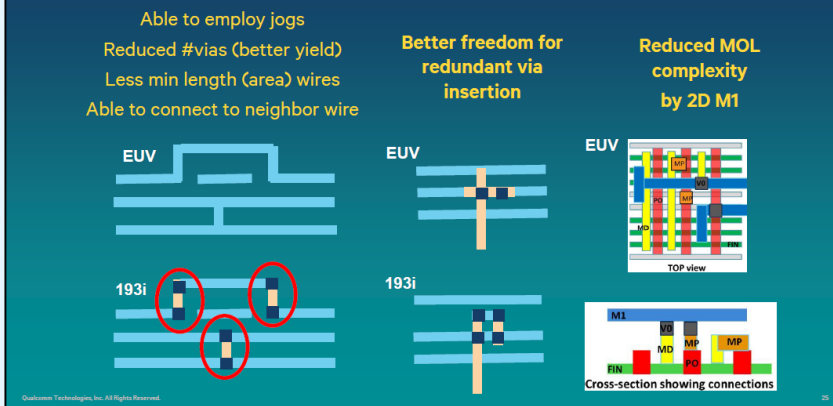 Able to employ jogs
Reduced #vias (better yield)
Less min length (area) wires
Able to connect to neighbor wire
EUV
193i
Better freedom for
redundant via
insertion
EUV
193i
Reduced MOL
complexity
by 2D M1
EUV
MP
V0
PO
MP
MD
FIN
TOP view
M1
V0
MD
MP
MP
PO
FIN
Cross-section showing connections
Qualcomm Technologies, Inc. All Rights Reserved.
25